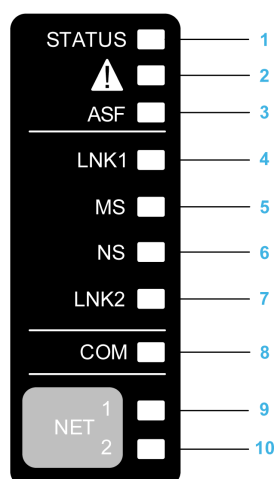 STATUS 1
2
ASF 3
LNK1 4
MS 5
NS 6
LNK2 7
COM 8
NET 1 9
2 10